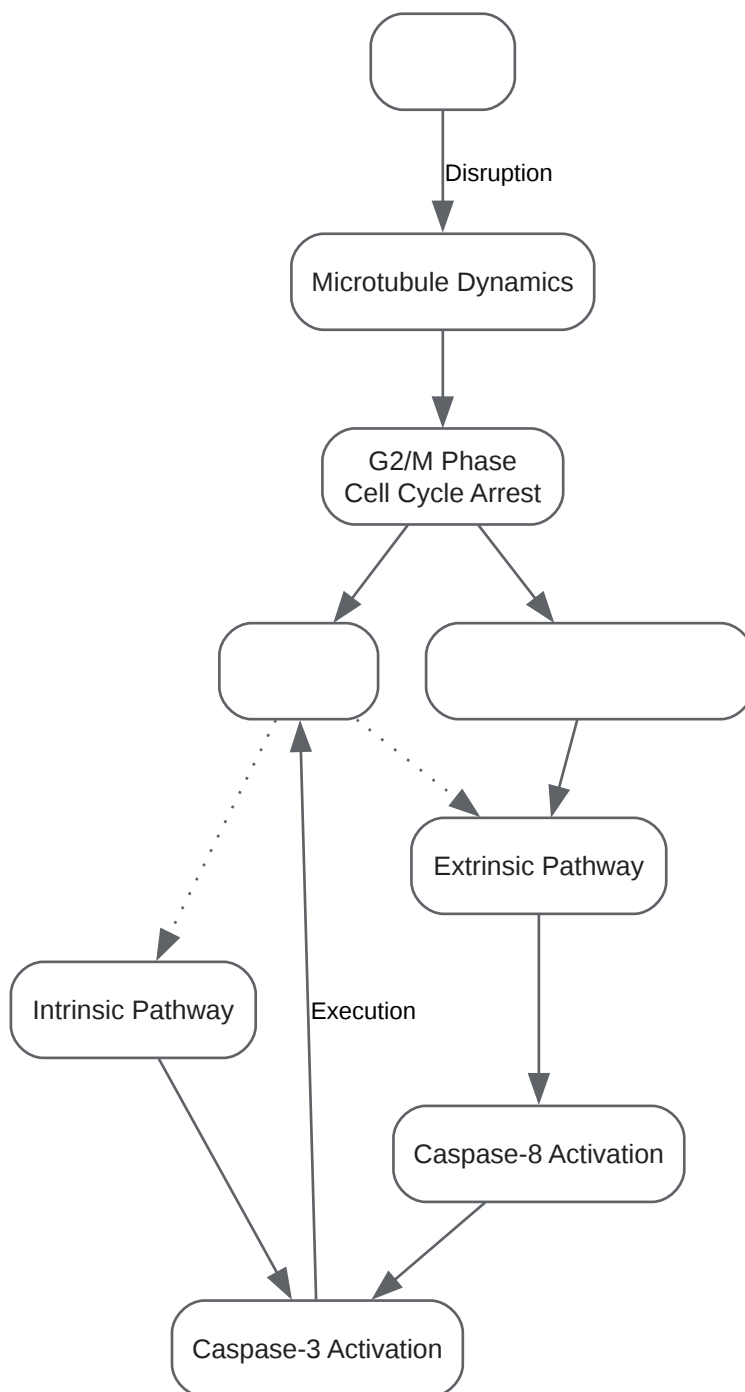 Disruption
Microtubule Dynamics
G2/M Phase
Cell Cycle Arrest
Extrinsic Pathway
Intrinsic Pathway
Execution
Caspase-8 Activation
Caspase-3 Activation